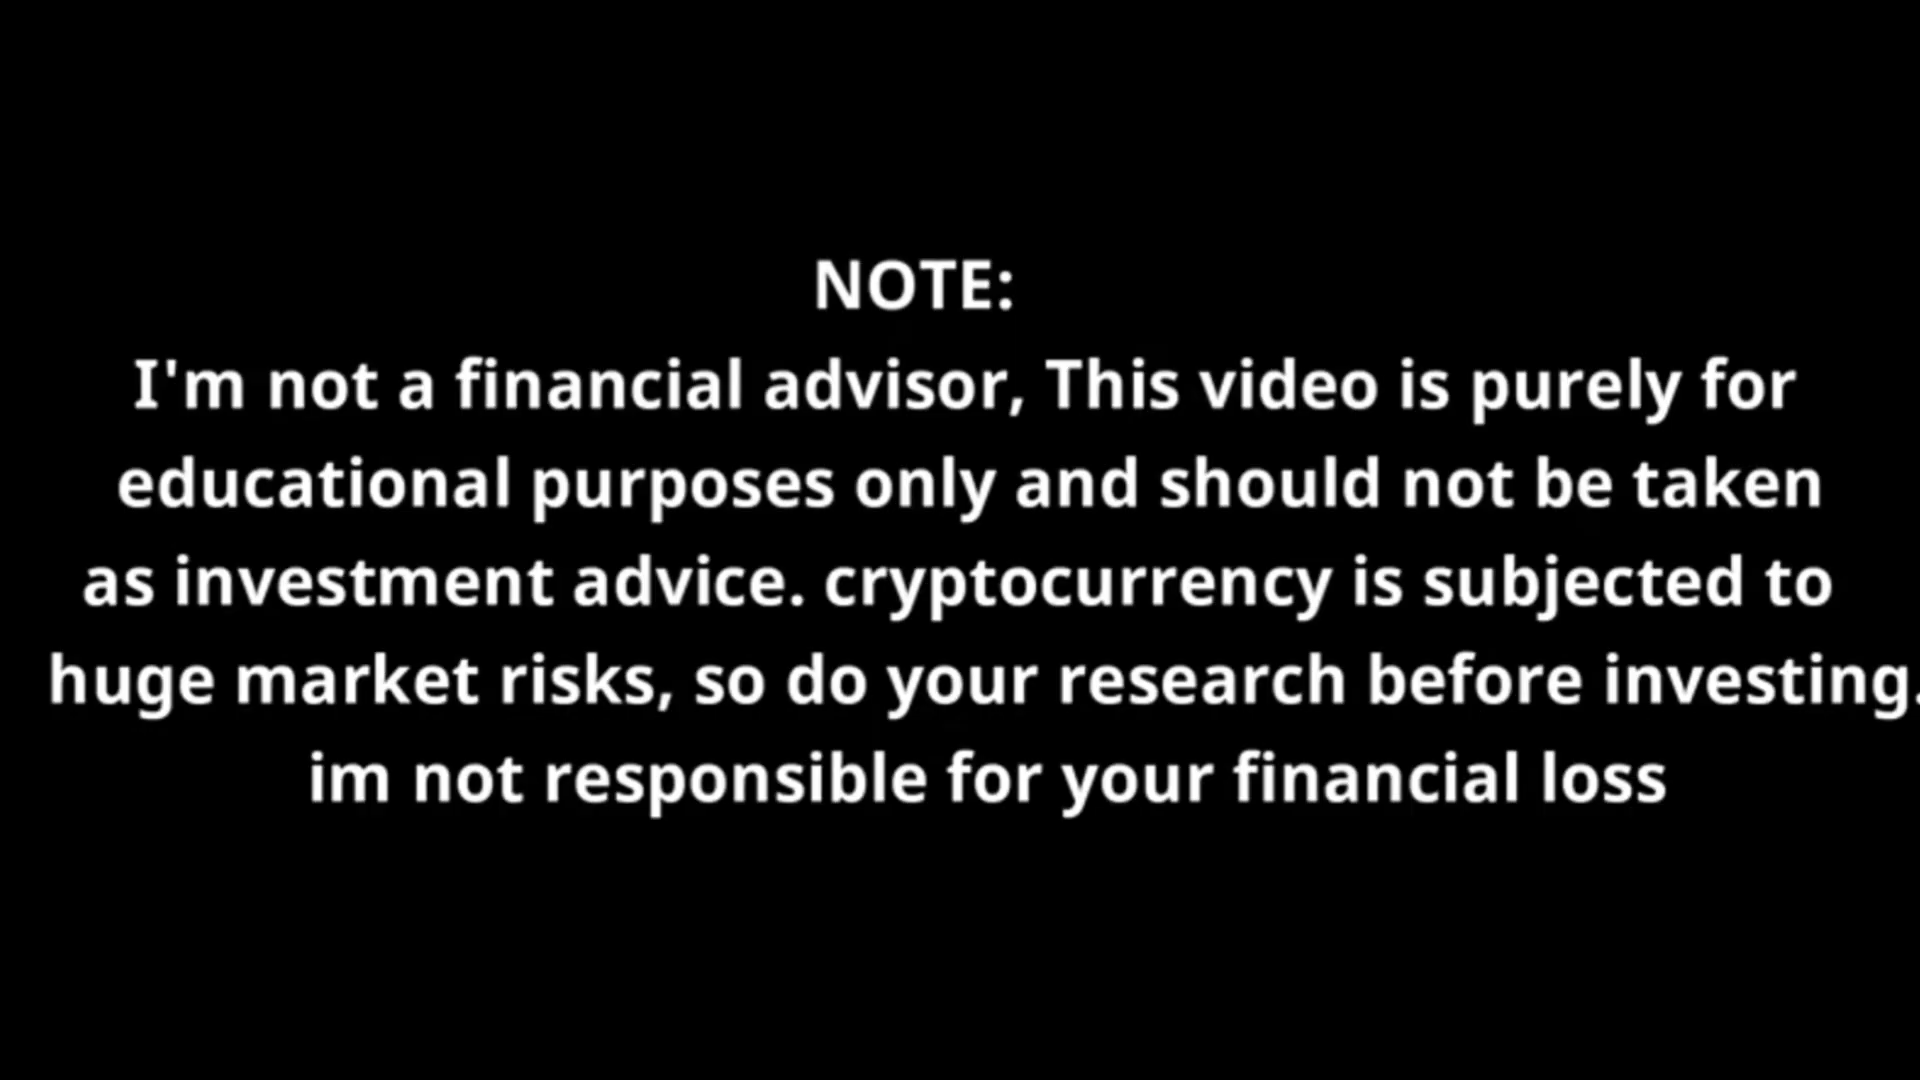 NOTE:
I'm not a financial advisor, This video is purely for
educational purposes only and should not be taken
as investment advice. cryptocurrency is subjected to
huge market risks, so do your research before investing.
im not responsible for your financial loss